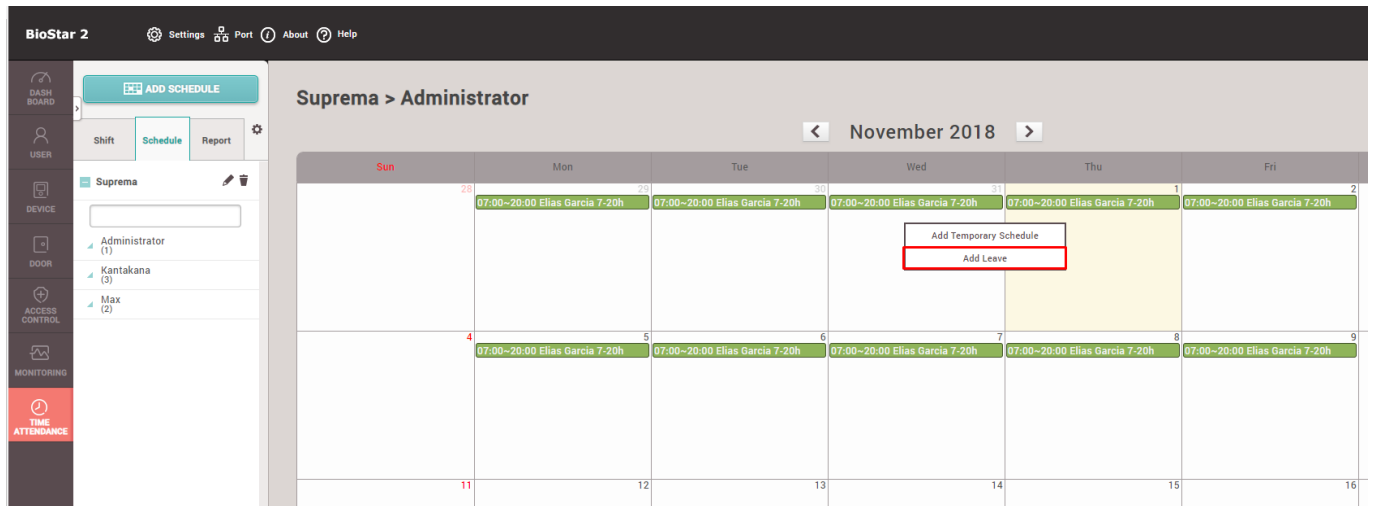 BioStar 2 Settings Port About Help
DASH
BOARD
USER
DEVICE
DOOR
ACCESS
CONTROL
MONITORING
TIME
ATTENDANCE
ADD SCHEDULE
Shift Schedule Report
Suprema
Administrator
(1)
Kantakana
(3)
Max
(2)
Suprema > Administrator
November 2018
Sun Mon Tue Wed Thu Fri
28 29 30 31 1 2
07:00~20:00 Elias Garcia 7-20h 07:00~20:00 Elias Garcia 7-20h 07:00~20:00 Elias Garcia 7-20h 07:00~20:00 Elias Garcia 7-20h 07:00~20:00 Elias Garcia 7-20h
Add Temporary Schedule
Add Leave
4 5 6 7 8 9
07:00~20:00 Elias Garcia 7-20h 07:00~20:00 Elias Garcia 7-20h 07:00~20:00 Elias Garcia 7-20h 07:00~20:00 Elias Garcia 7-20h 07:00~20:00 Elias Garcia 7-20h
11 12 13 14 15 16